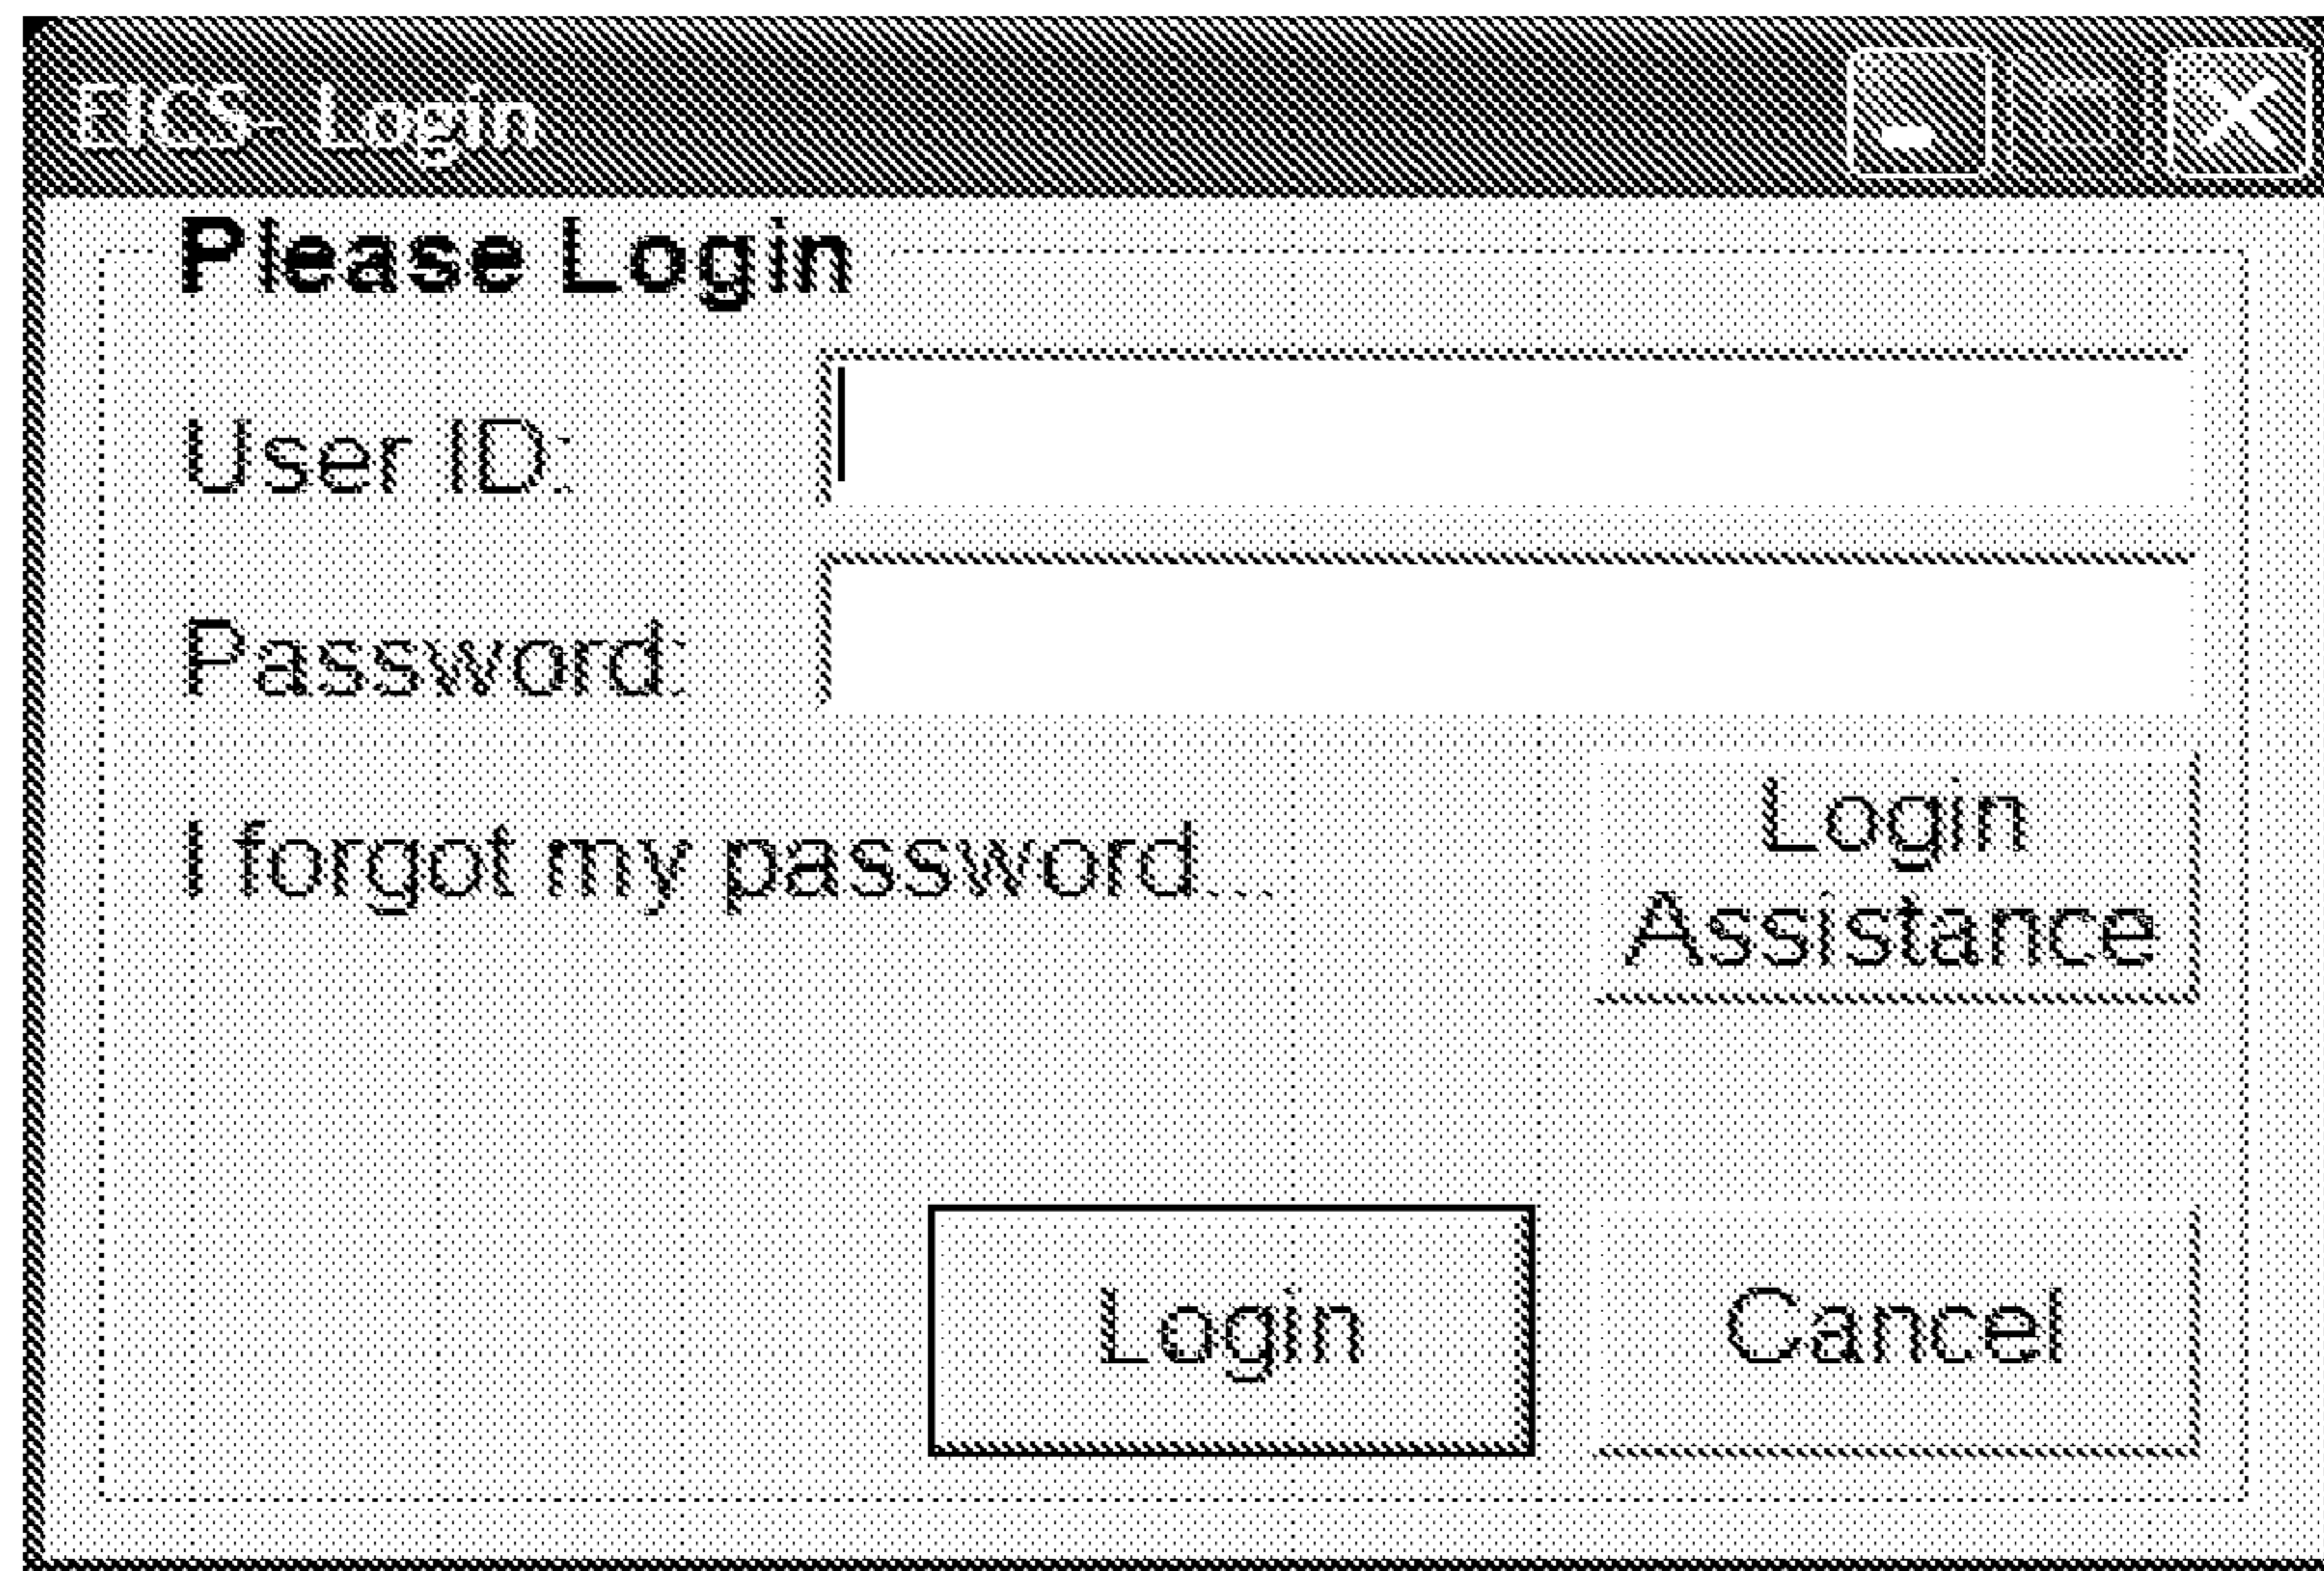 EICS- Login
Please Login
User ID:
Password:
I forgot my password...
Login
Assistance
Login
Cancel